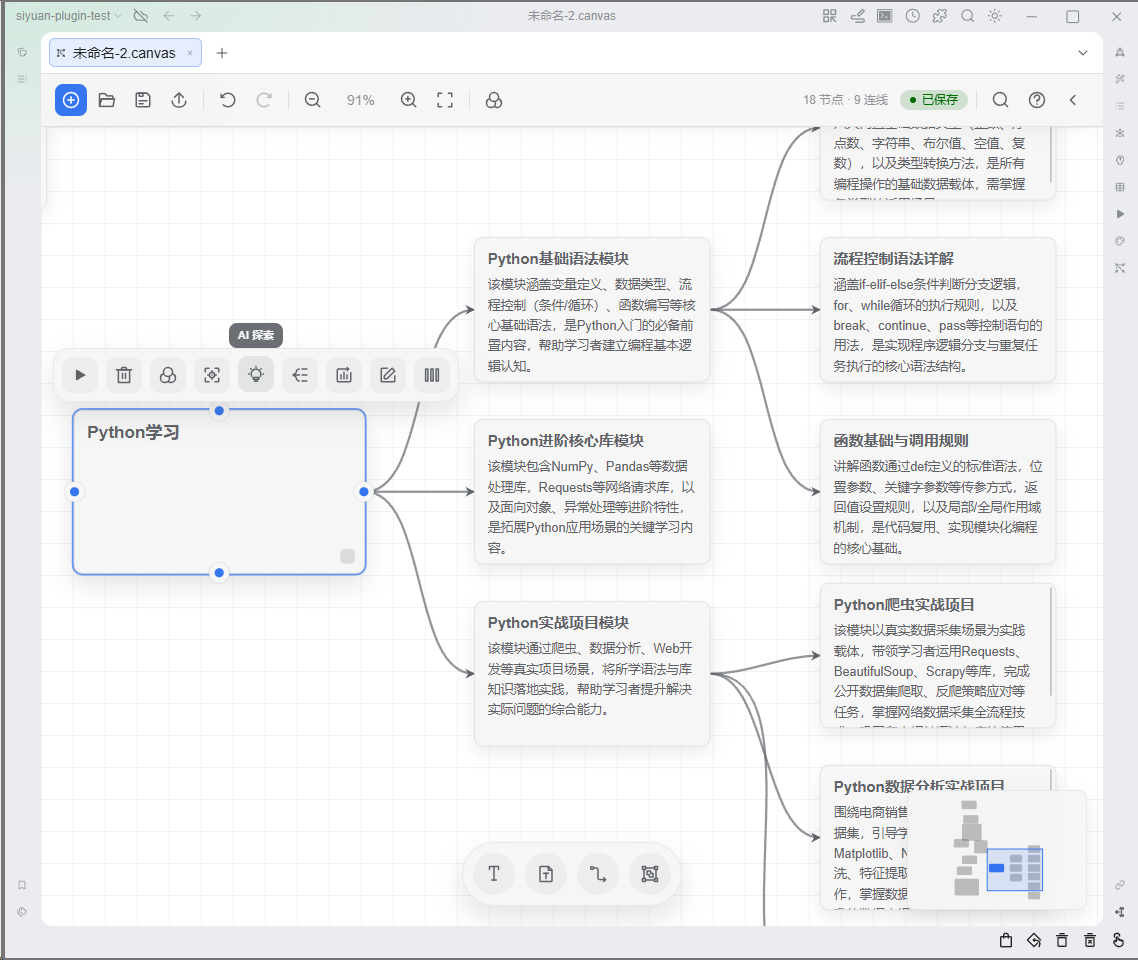 siyuan-plugin-test
未命名-2.canvas
未命名-2.canvas
91%
18 节点 · 9 连线
已保存
点数、字符串、布尔值、空值、复
数），以及类型转换方法，是所有
编程操作的基础数据载体，需掌握
Python基础语法模块
该模块涵盖变量定义、数据类型、流
程控制（条件/循环）、函数编写等核
心基础语法，是Python入门的必备前
置内容，帮助学习者建立编程基本逻
辑认知。
流程控制语法详解
涵盖if-elif-else条件判断分支逻辑，
for、while循环的执行规则，以及
break、continue、pass等控制语句的
用法，是实现程序逻辑分支与重复任
务执行的核心语法结构。
AI 探索
Python学习
Python进阶核心库模块
该模块包含NumPy、Pandas等数据
处理库，Requests等网络请求库，以
及面向对象、异常处理等进阶特性，
是拓展Python应用场景的关键学习内
容。
函数基础与调用规则
讲解函数通过def定义的标准语法，位
置参数、关键字参数等传参方式，返
回值设置规则，以及局部/全局作用域
机制，是代码复用、实现模块化编程
的核心基础。
Python实战项目模块
该模块通过爬虫、数据分析、Web开
发等真实项目场景，将所学语法与库
知识落地实践，帮助学习者提升解决
实际问题的综合能力。
Python爬虫实战项目
该模块以真实数据采集场景为实践
载体，带领学习者运用Requests、
BeautifulSoup、Scrapy等库，完成
公开数据集爬取、反爬策略应对等
任务，掌握网络数据采集全流程技
Python数据分析实战项目
围绕电商销售
据集，引导学
Matplotlib、N
洗、特征提取
作，掌握数据